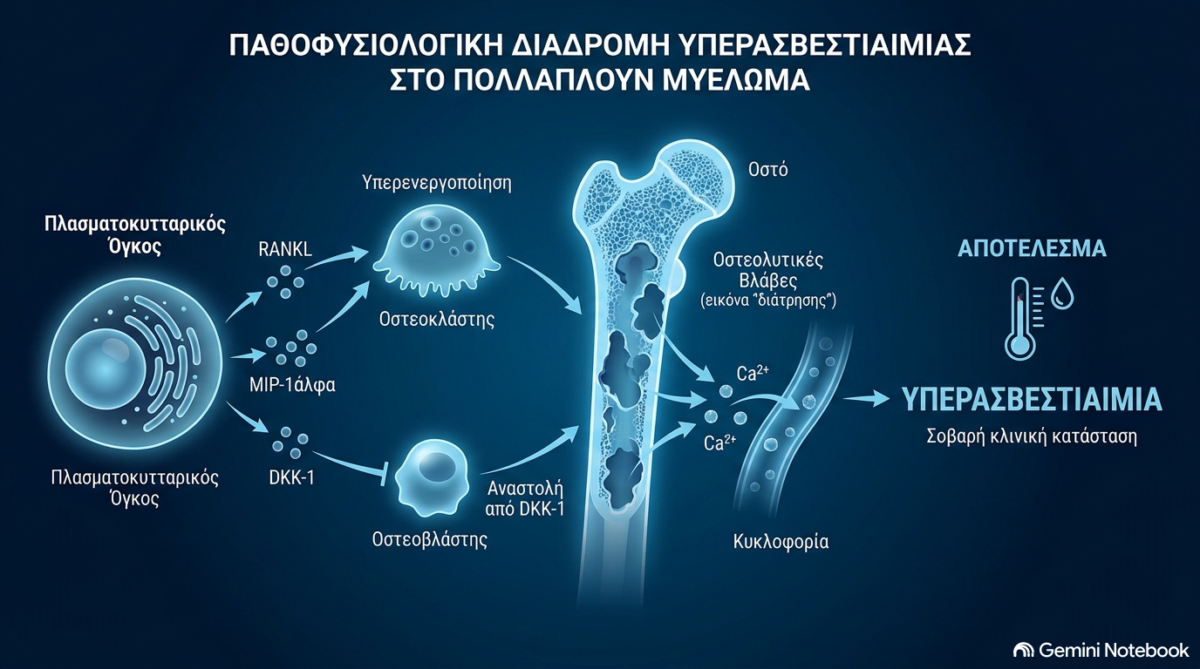 ΠΑΘΟΦΥΣΙΟΛΟΓΙΚΗ ΔΙΑΔΡΟΜΗ ΥΠΕΡΑΣΒΕΣΤΙΑΙΜΙΑΣ
ΣΤΟ ΠΟΛΛΑΠΛΟΥΝ ΜΥΕΛΩΜΑ
Πλασματοκυτταρικός
Όγκος
Πλασματοκυτταρικός
Όγκος
RANKL
MIP-1άλφα
DKK-1
Υπερενεργοποίηση
Οστεοκλάστης
Οστεοβλάστης
Αναστολή
από DKK-1
Οστό
Οστεολυτικές
Βλάβες
(εικόνα "διάτρησης")
Ca²⁺
Ca²⁺
Κυκλοφορία
ΑΠΟΤΕΛΕΣΜΑ
ΥΠΕΡΑΣΒΕΣΤΙΑΙΜΙΑ
Σοβαρή κλινική κατάσταση
Gemini Notebook